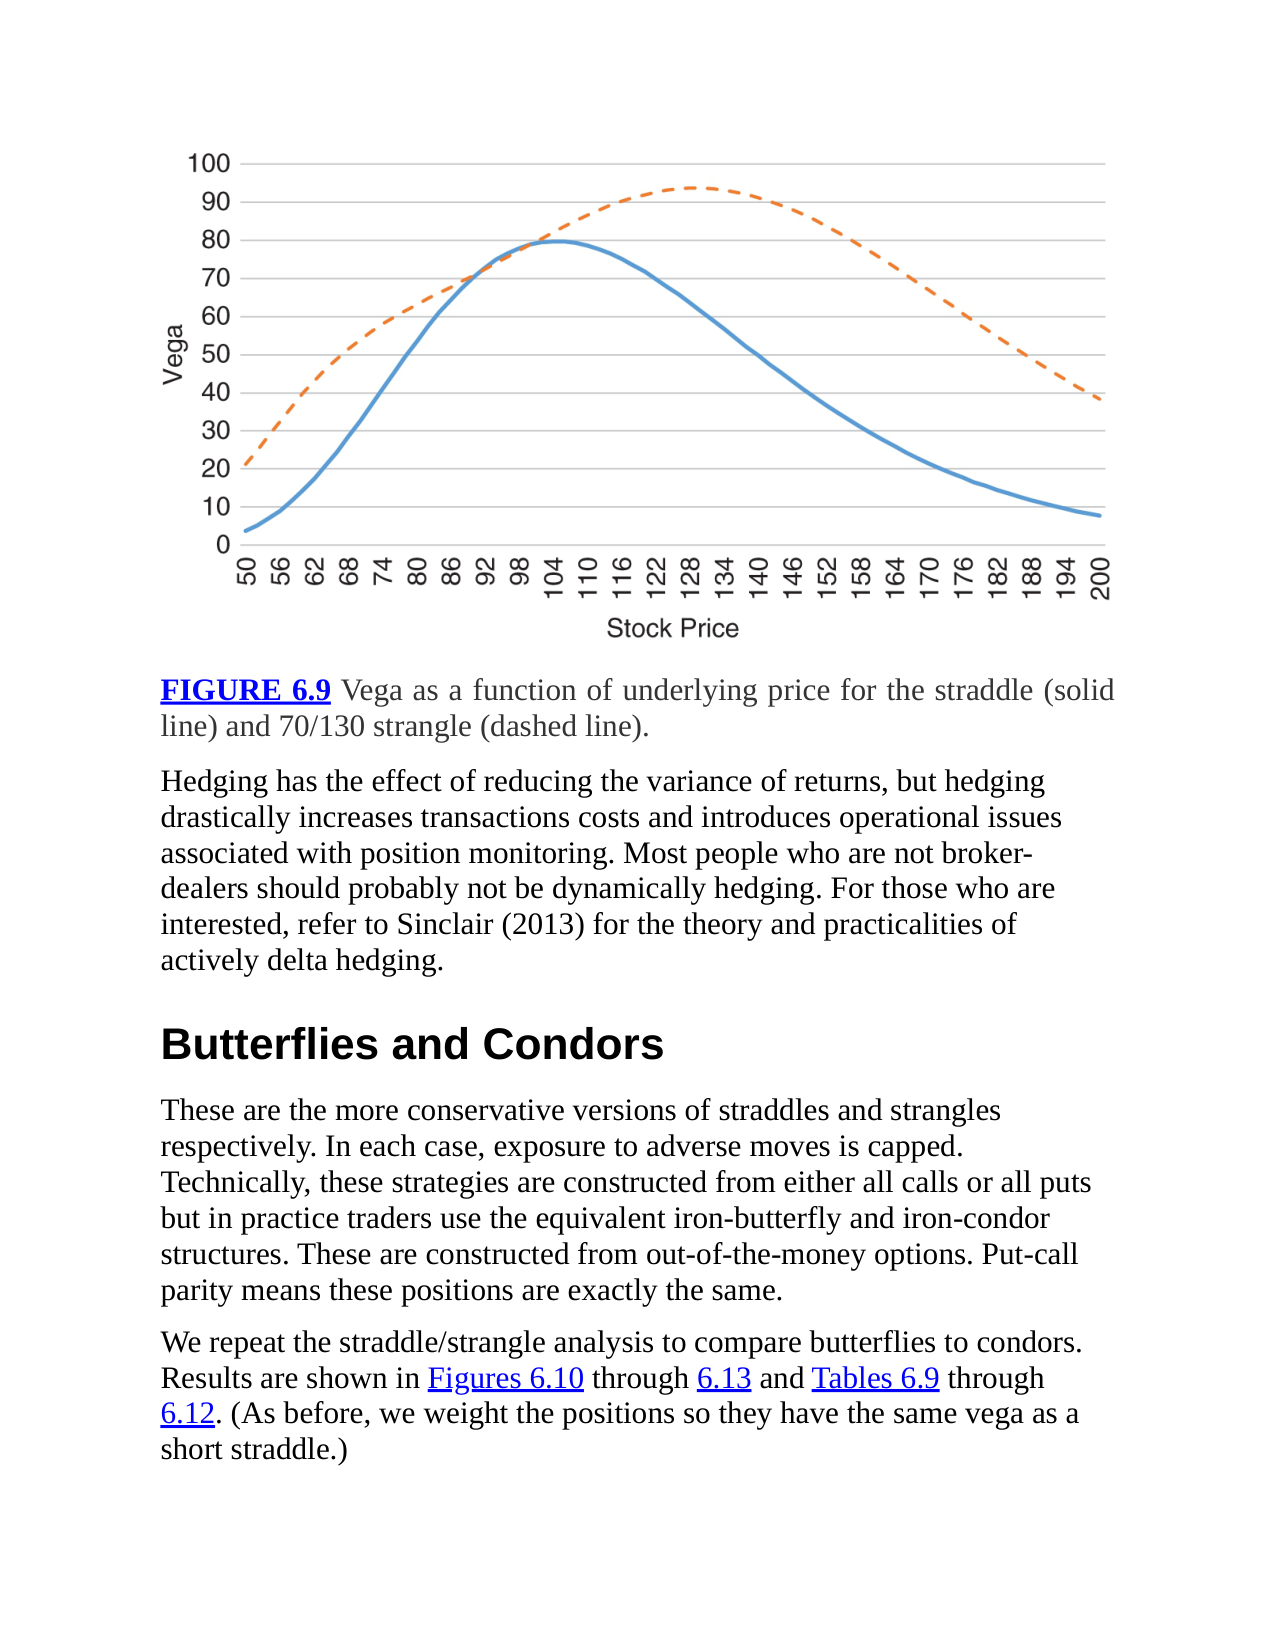 100
90
80
70
60
50
40
30
20
10
0
Vega
50 56 62 68 74 80 86 92 98 104 110 116 122 128 134 140 146 152 158 164 170 176 182 188 194 200
Stock Price
FIGURE 6.9 Vega as a function of underlying price for the straddle (solid
line) and 70/130 strangle (dashed line).
Hedging has the effect of reducing the variance of returns, but hedging
drastically increases transactions costs and introduces operational issues
associated with position monitoring. Most people who are not broker-
dealers should probably not be dynamically hedging. For those who are
interested, refer to Sinclair (2013) for the theory and practicalities of
actively delta hedging.
Butterflies and Condors
These are the more conservative versions of straddles and strangles
respectively. In each case, exposure to adverse moves is capped.
Technically, these strategies are constructed from either all calls or all puts
but in practice traders use the equivalent iron-butterfly and iron-condor
structures. These are constructed from out-of-the-money options. Put-call
parity means these positions are exactly the same.
We repeat the straddle/strangle analysis to compare butterflies to condors.
Results are shown in Figures 6.10 through 6.13 and Tables 6.9 through
6.12. (As before, we weight the positions so they have the same vega as a
short straddle.)